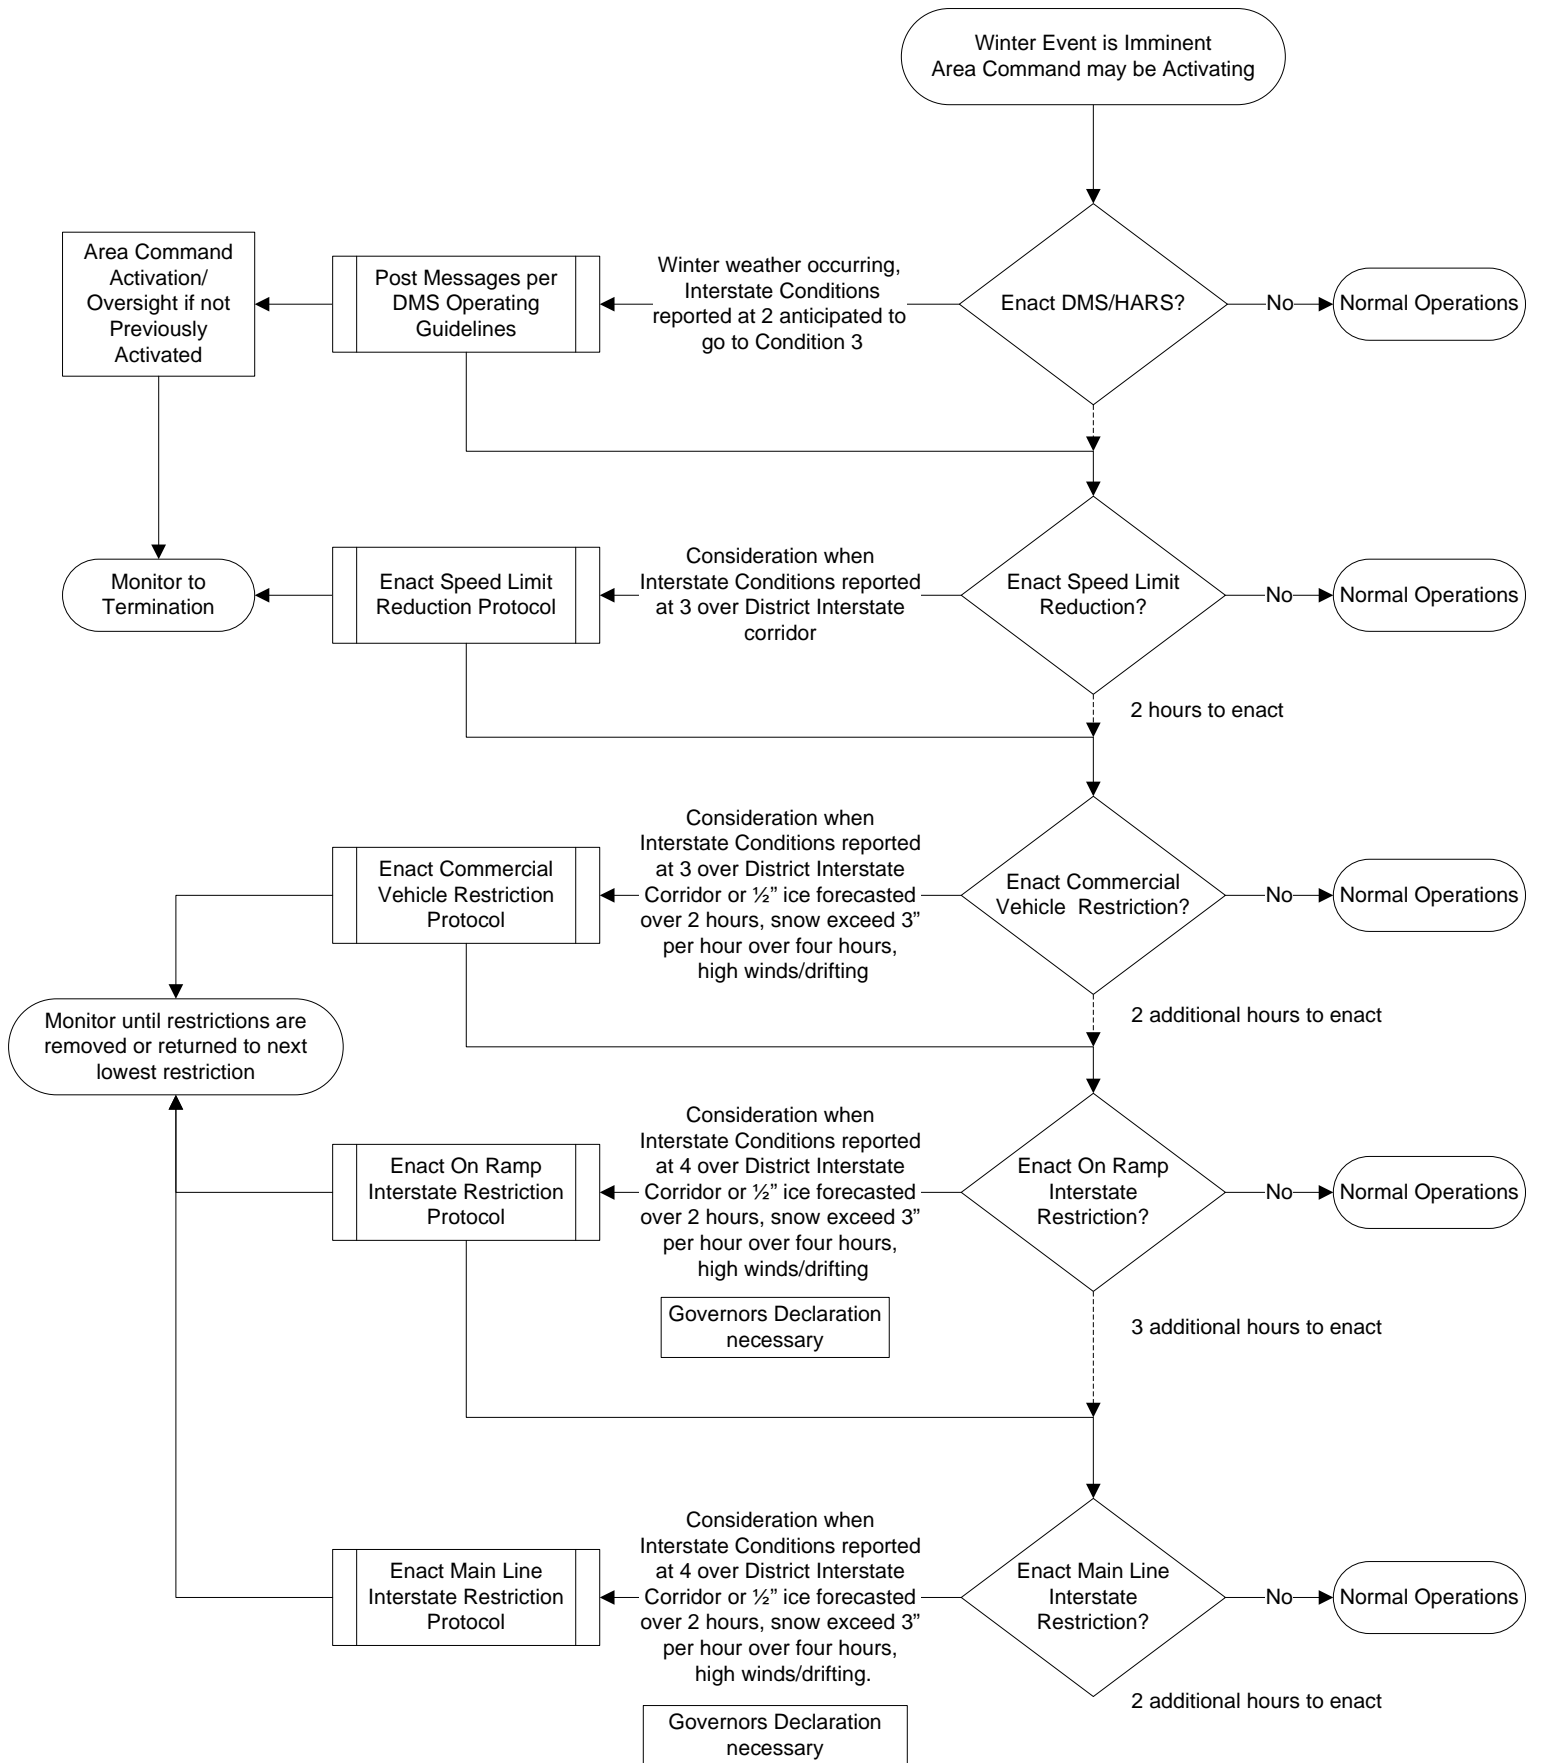 Winter Event is Imminent
Area Command may be Activating
Area Command
Activation/
Oversight if not
Previously
Activated
Post Messages per
DMS Operating
Guidelines
Winter weather occurring,
Interstate Conditions
reported at 2 anticipated to
go to Condition 3
Enact DMS/HARS?
No
Normal Operations
Monitor to
Termination
Enact Speed Limit
Reduction Protocol
Consideration when
Interstate Conditions reported
at 3 over District Interstate
corridor
Enact Speed Limit
Reduction?
No
Normal Operations
2 hours to enact
Enact Commercial
Vehicle Restriction
Protocol
Consideration when
Interstate Conditions reported
at 3 over District Interstate
Corridor or ½” ice forecasted
over 2 hours, snow exceed 3”
per hour over four hours,
high winds/drifting
Enact Commercial
Vehicle Restriction?
No
Normal Operations
2 additional hours to enact
Monitor until restrictions are
removed or returned to next
lowest restriction
Enact On Ramp
Interstate Restriction
Protocol
Consideration when
Interstate Conditions reported
at 4 over District Interstate
Corridor or ½” ice forecasted
over 2 hours, snow exceed 3”
per hour over four hours,
high winds/drifting
Enact On Ramp
Interstate
Restriction?
No
Normal Operations
Governors Declaration
necessary
3 additional hours to enact
Enact Main Line
Interstate Restriction
Protocol
Consideration when
Interstate Conditions reported
at 4 over District Interstate
Corridor or ½” ice forecasted
over 2 hours, snow exceed 3”
per hour over four hours,
high winds/drifting.
Enact Main Line
Interstate
Restriction?
No
Normal Operations
2 additional hours to enact
Governors Declaration
necessary